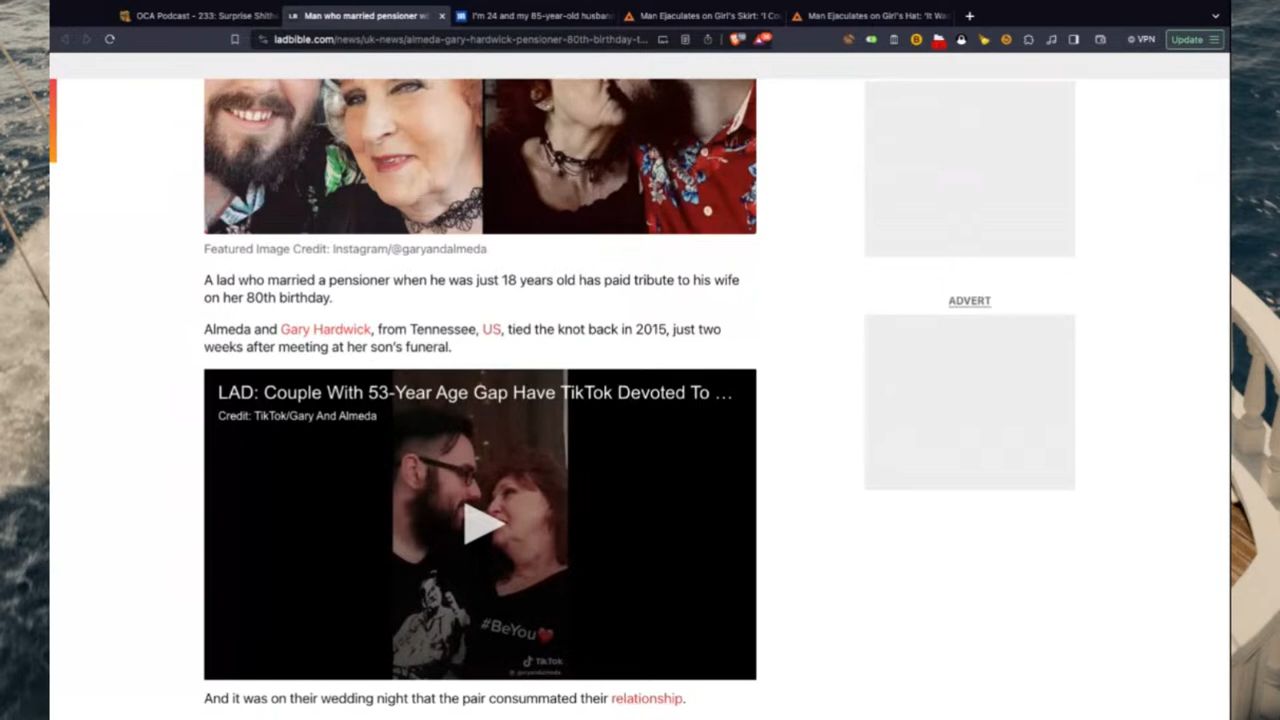 OCA Podcast - 233: Surprise Shith
Man who married pensioner w
I'm 24 and my 85-year-old husban
Man Ejaculates on Girl's Skirt: 'I Co
Man Ejaculates on Girl's Hat: 'It Wa
ladbible.com/news/uk-news/almeda-gary-hardwick-pensioner-80th-birthday-t...
VPN
Update
Featured Image Credit: Instagram/@garyandalmeda
A lad who married a pensioner when he was just 18 years old has paid tribute to his wife
on her 80th birthday.
Almeda and Gary Hardwick, from Tennessee, US, tied the knot back in 2015, just two
weeks after meeting at her son's funeral.
ADVERT
LAD: Couple With 53-Year Age Gap Have TikTok Devoted To ...
Credit: TikTok/Gary And Almeda
#BeYou
TikTok
@garyandalmeda
And it was on their wedding night that the pair consummated their relationship.